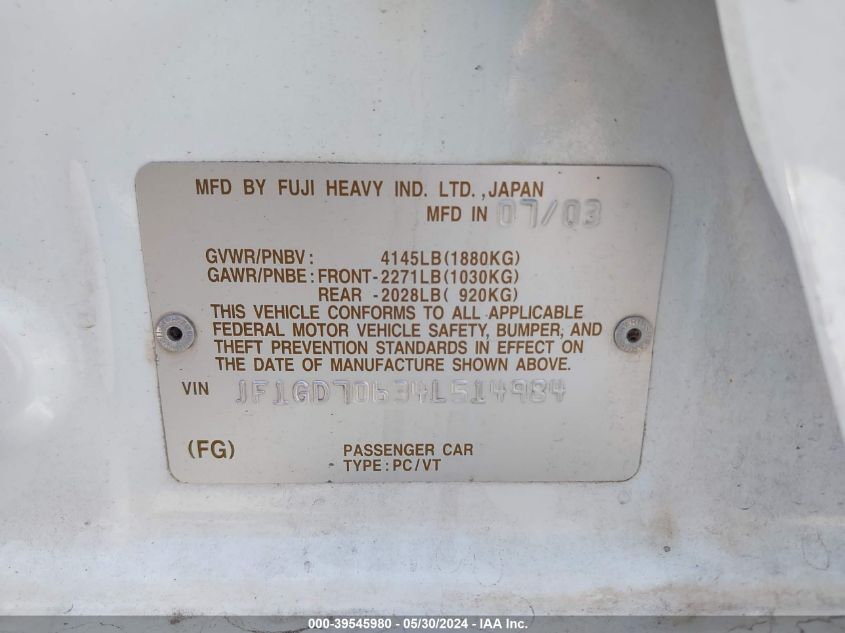 MFD BY FUJI HEAVY IND. LTD.,JAPAN
MFD IN 07/03
GVWR/PNBV: 4145LB(1880KG)
GAWR/PNBE: FRONT-2271LB(1030KG)
REAR -2028LB( 920KG)
THIS VEHICLE CONFORMS TO ALL APPLICABLE
FEDERAL MOTOR VEHICLE SAFETY, BUMPER, AND
THEFT PREVENTION STANDARDS IN EFFECT ON
THE DATE OF MANUFACTURE SHOWN ABOVE.
VIN JF1GD70634L514984
(FG) PASSENGER CAR
TYPE: PC/VT
000-39545980 - 05/30/2024 - IAA Inc.